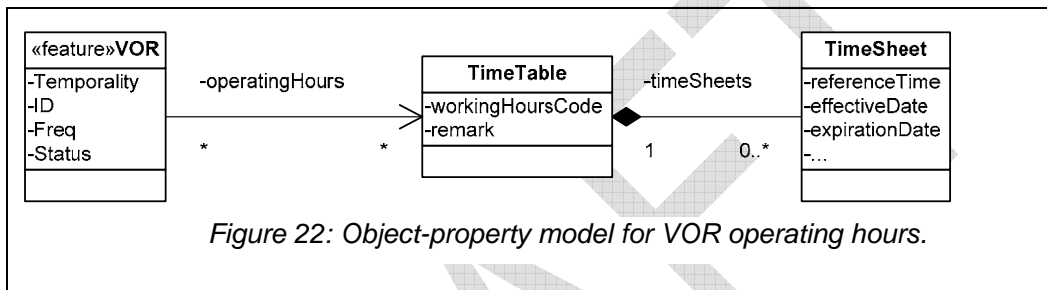 «feature»VOR
-Temporality
-ID
-Freq
-Status
-operatingHours
*
*
TimeTable
-workingHoursCode
-remark
-timeSheets
1
0..*
TimeSheet
-referenceTime
-effectiveDate
-expirationDate
-...
Figure 22: Object-property model for VOR operating hours.